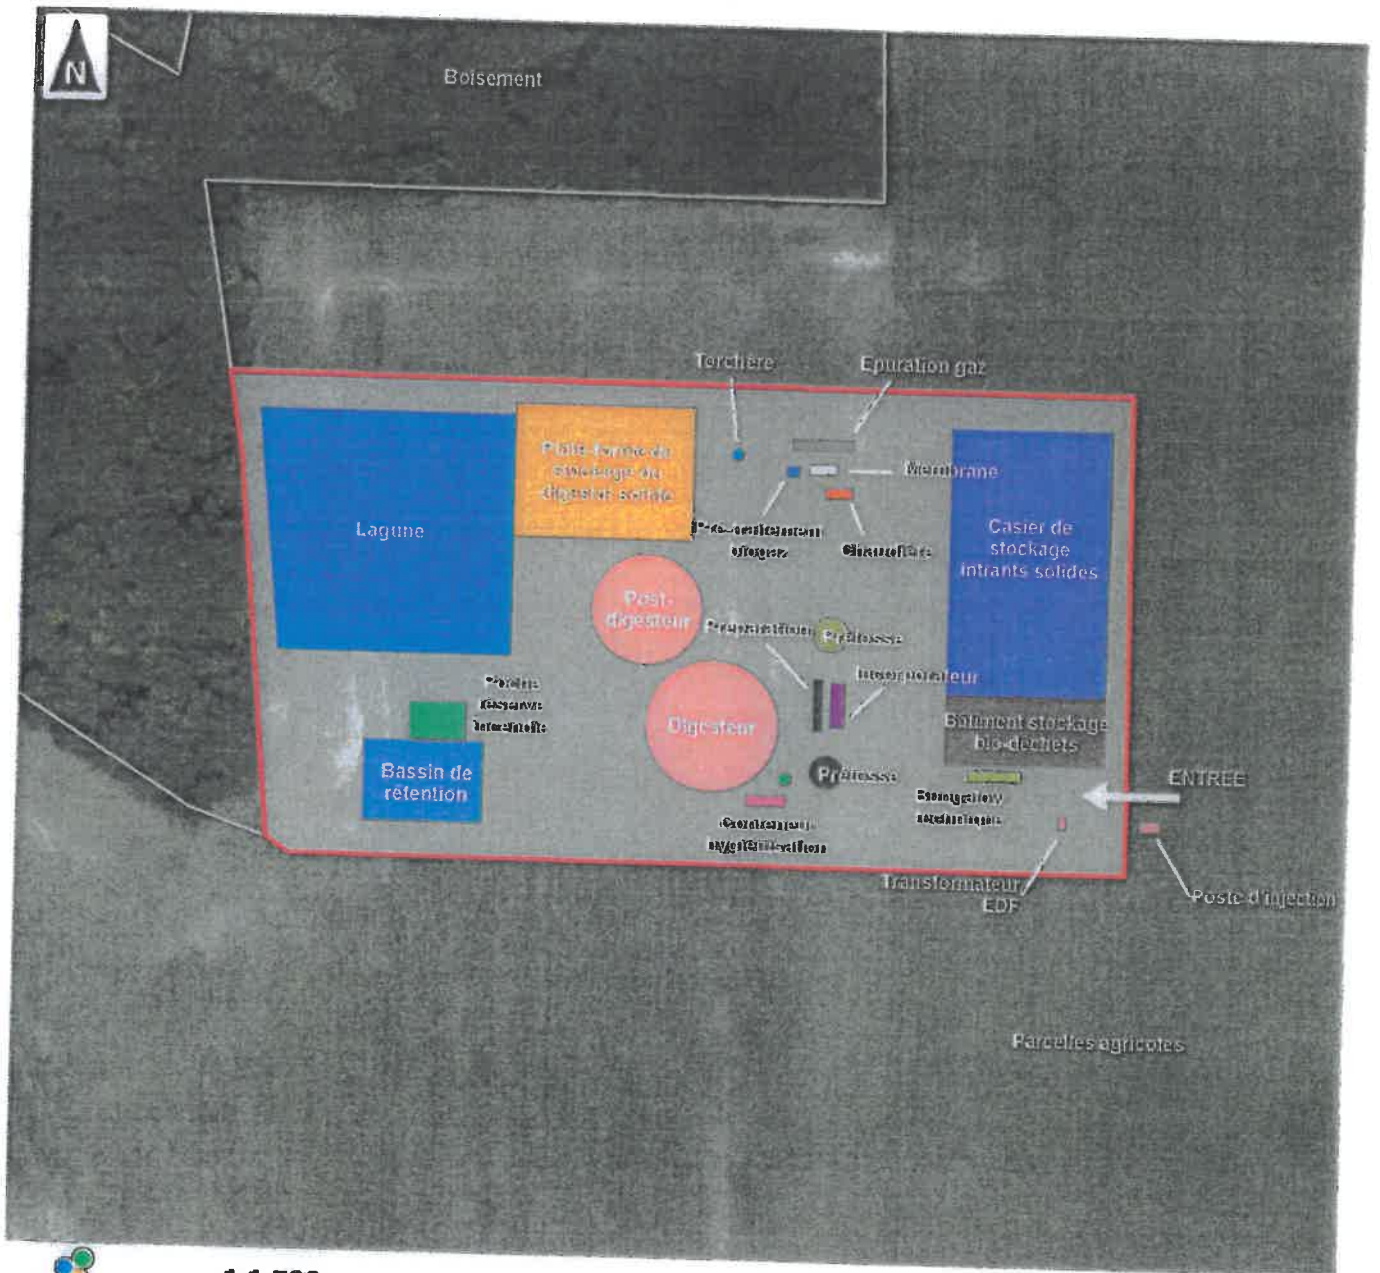 N
Boisement
Torchère
Epuration gaz
Plate-forme de
stockage du
digestat solide
Membrane
Lagune
Casier de
stockage
intrants solides
Chaudière
Post-
digesteur
Préfosse
Incorporateur
Digesteur
Bâtiment stockage
bio-déchets
Bassin de
rétention
Préfosse
ENTREE
Transformateur
EDF
Poste d'injection
Parcelles agricoles